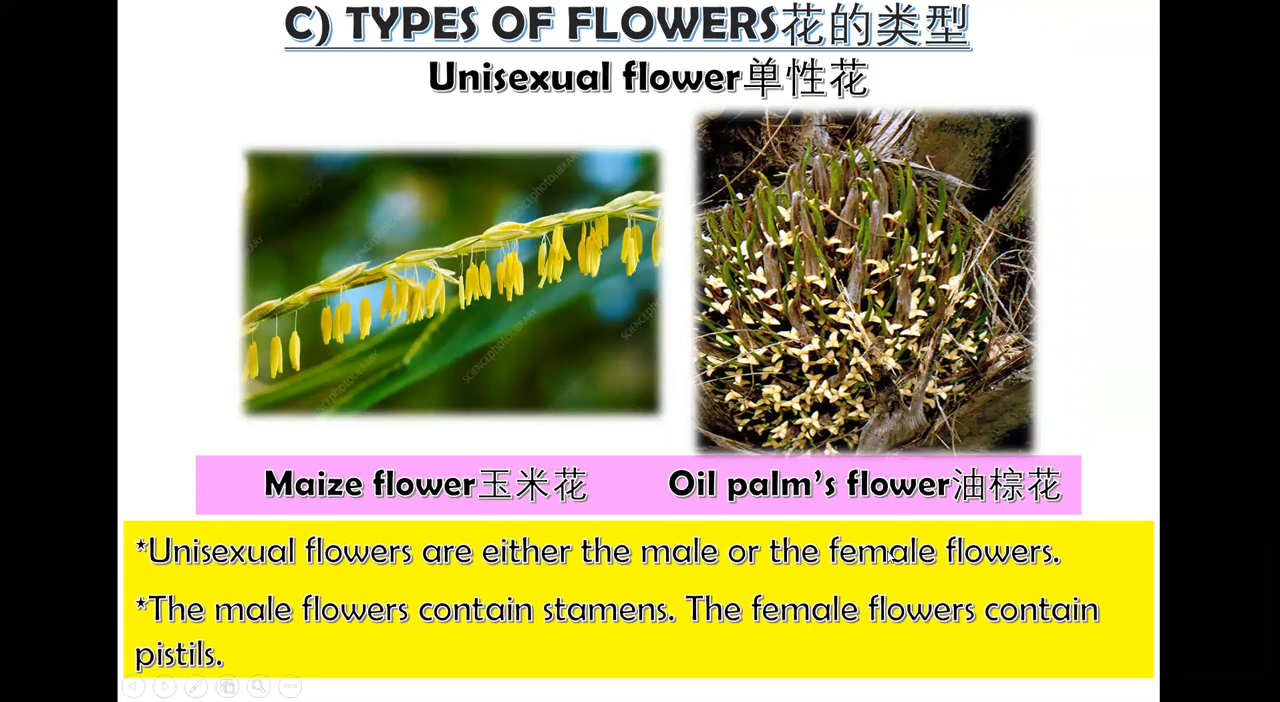 C) TYPES OF FLOWERS花的类型
Unisexual flower单性花
SCIENCEphotOLIBRARY
Maize flower玉米花
Oil palm's flower油棕花
*Unisexual flowers are either the male or the female flowers.
*The male flowers contain stamens. The female flowers contain
pistils.